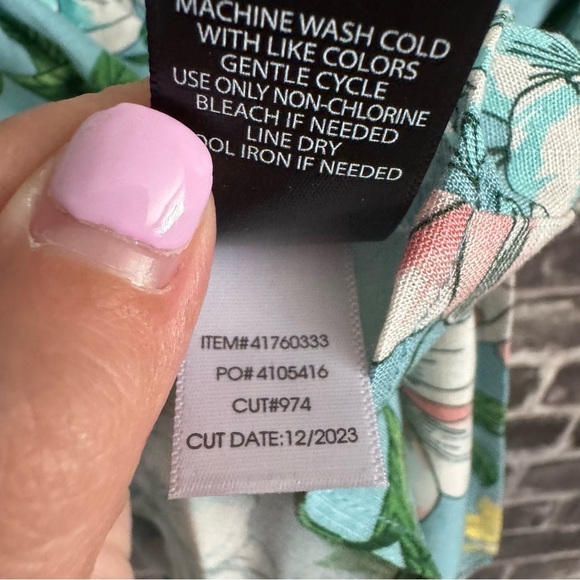 MACHINE WASH COLD
WITH LIKE COLORS
GENTLE CYCLE
USE ONLY NON-CHLORINE
BLEACH IF NEEDED
LINE DRY
OOL IRON IF NEEDED
ITEM#41760333
PO#4105416
CUT#974
CUT DATE:12/2023